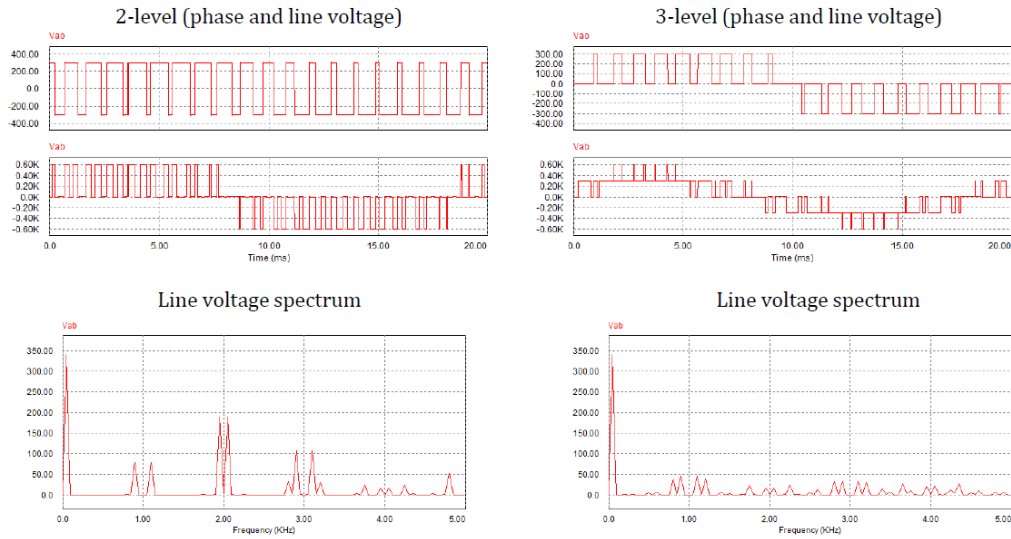 2-level (phase and line voltage)
Vao
400.00
200.00
0.0
-200.00
-400.00
Vab
0.60K
0.40K
0.20K
0.0K
-0.20K
-0.40K
-0.60K
0.0 5.00 10.00 15.00 20.00
Time (ms)
3-level (phase and line voltage)
Vao
300.00
200.00
100.00
0.0
-100.00
-200.00
-300.00
-400.00
Vab
0.60K
0.40K
0.20K
0.0K
-0.20K
-0.40K
-0.60K
0.0 5.00 10.00 15.00 20.00
Time (ms)
Line voltage spectrum
Vab
350.00
300.00
250.00
200.00
150.00
100.00
50.00
0.0
0.0 1.00 2.00 3.00 4.00 5.00
Frequency (KHz)
Line voltage spectrum
Vab
350.00
300.00
250.00
200.00
150.00
100.00
50.00
0.0
0.0 1.00 2.00 3.00 4.00 5.00
Frequency (KHz)